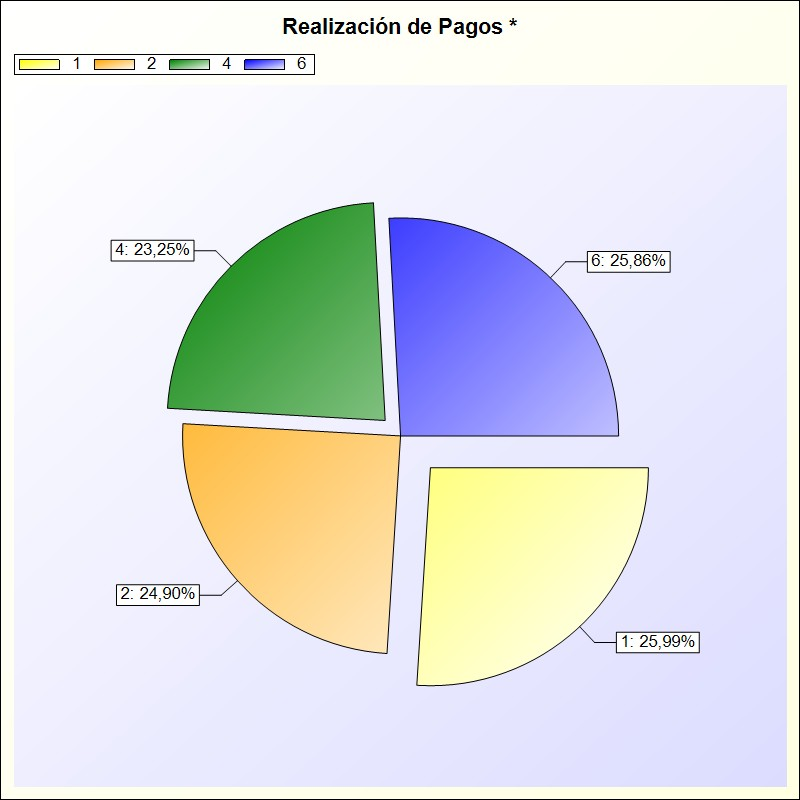 Realización de Pagos *
1 2 4 6
4: 23,25%
6: 25,86%
2: 24,90%
1: 25,99%